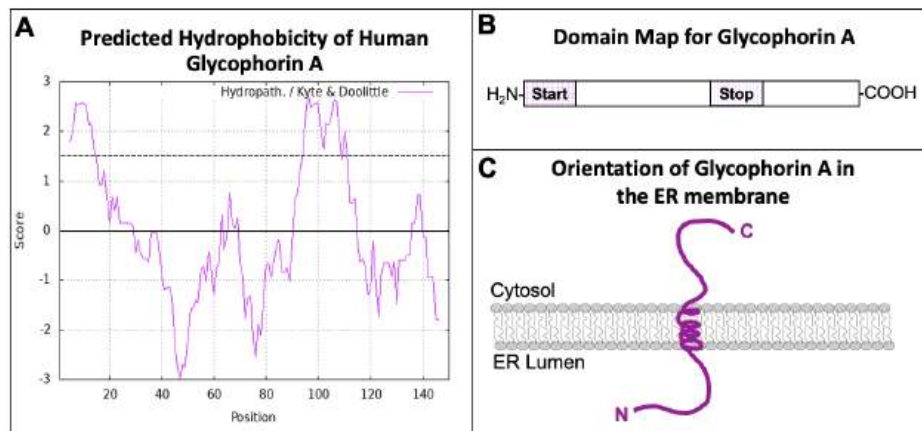 A
Predicted Hydrophobicity of Human
Glycophorin A
Hydropath. / Kyte & Doolittle
3
2
1
0
-1
-2
-3
Score
20
40
60
80
100
120
140
Position
B
Domain Map for Glycophorin A
H2N- Start Stop -COOH
C
Orientation of Glycophorin A in
the ER membrane
C
Cytosol
ER Lumen
N